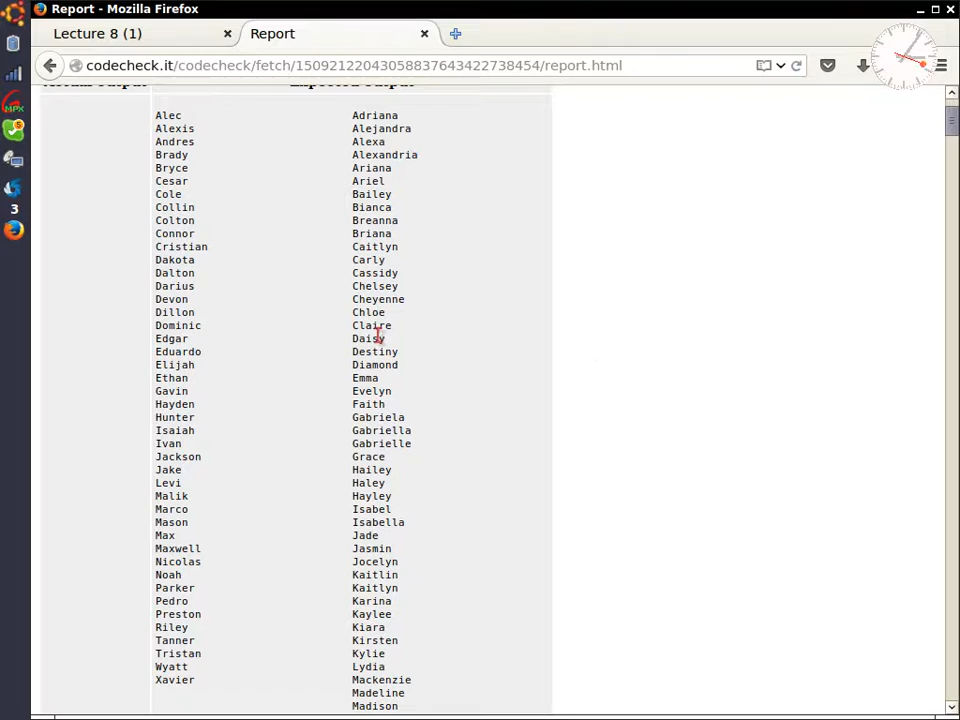 Report - Mozilla Firefox
Lecture 8 (1)
Report
codecheck.it/codecheck/fetch/15092122043058837643422738454/report.html
MPX
5
3
Alec Adriana
Alexis Alejandra
Andres Alexa
Brady Alexandria
Bryce Ariana
Cesar Ariel
Cole Bailey
Collin Bianca
Colton Breanna
Connor Briana
Cristian Caitlyn
Dakota Carly
Dalton Cassidy
Darius Chelsey
Devon Cheyenne
Dillon Chloe
Dominic Claire
Edgar Daisy
Eduardo Destiny
Elijah Diamond
Ethan Emma
Gavin Evelyn
Hayden Faith
Hunter Gabriela
Isaiah Gabriella
Ivan Gabrielle
Jackson Grace
Jake Hailey
Levi Haley
Malik Hayley
Marco Isabel
Mason Isabella
Max Jade
Maxwell Jasmin
Nicolas Jocelyn
Noah Kaitlin
Parker Kaitlyn
Pedro Karina
Preston Kaylee
Riley Kiara
Tanner Kirsten
Tristan Kylie
Wyatt Lydia
Xavier Mackenzie
Madeline
Madison